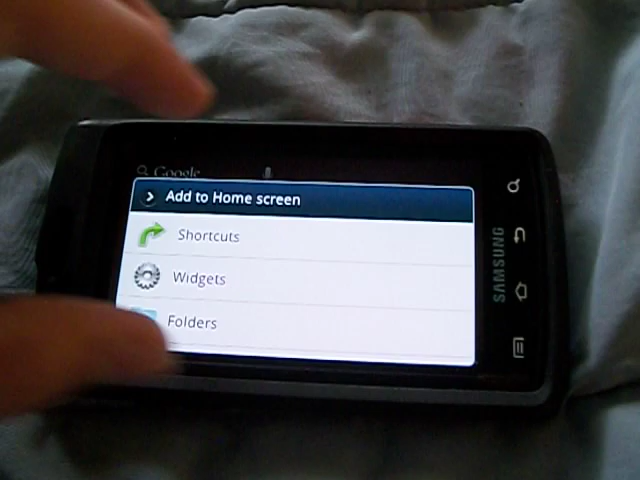 Google
Add to Home screen
Shortcuts
Widgets
Folders
SAMSUNG